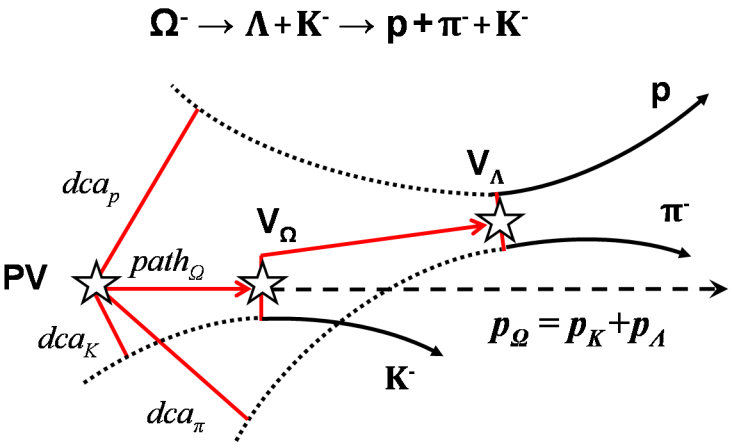 Ω⁻ → Λ + K⁻ → p + π⁻ + K⁻
p
V_Λ
dca_p
π⁻
V_Ω
PV
path_Ω
p_Ω = p_K + p_Λ
dca_K
K⁻
dca_π